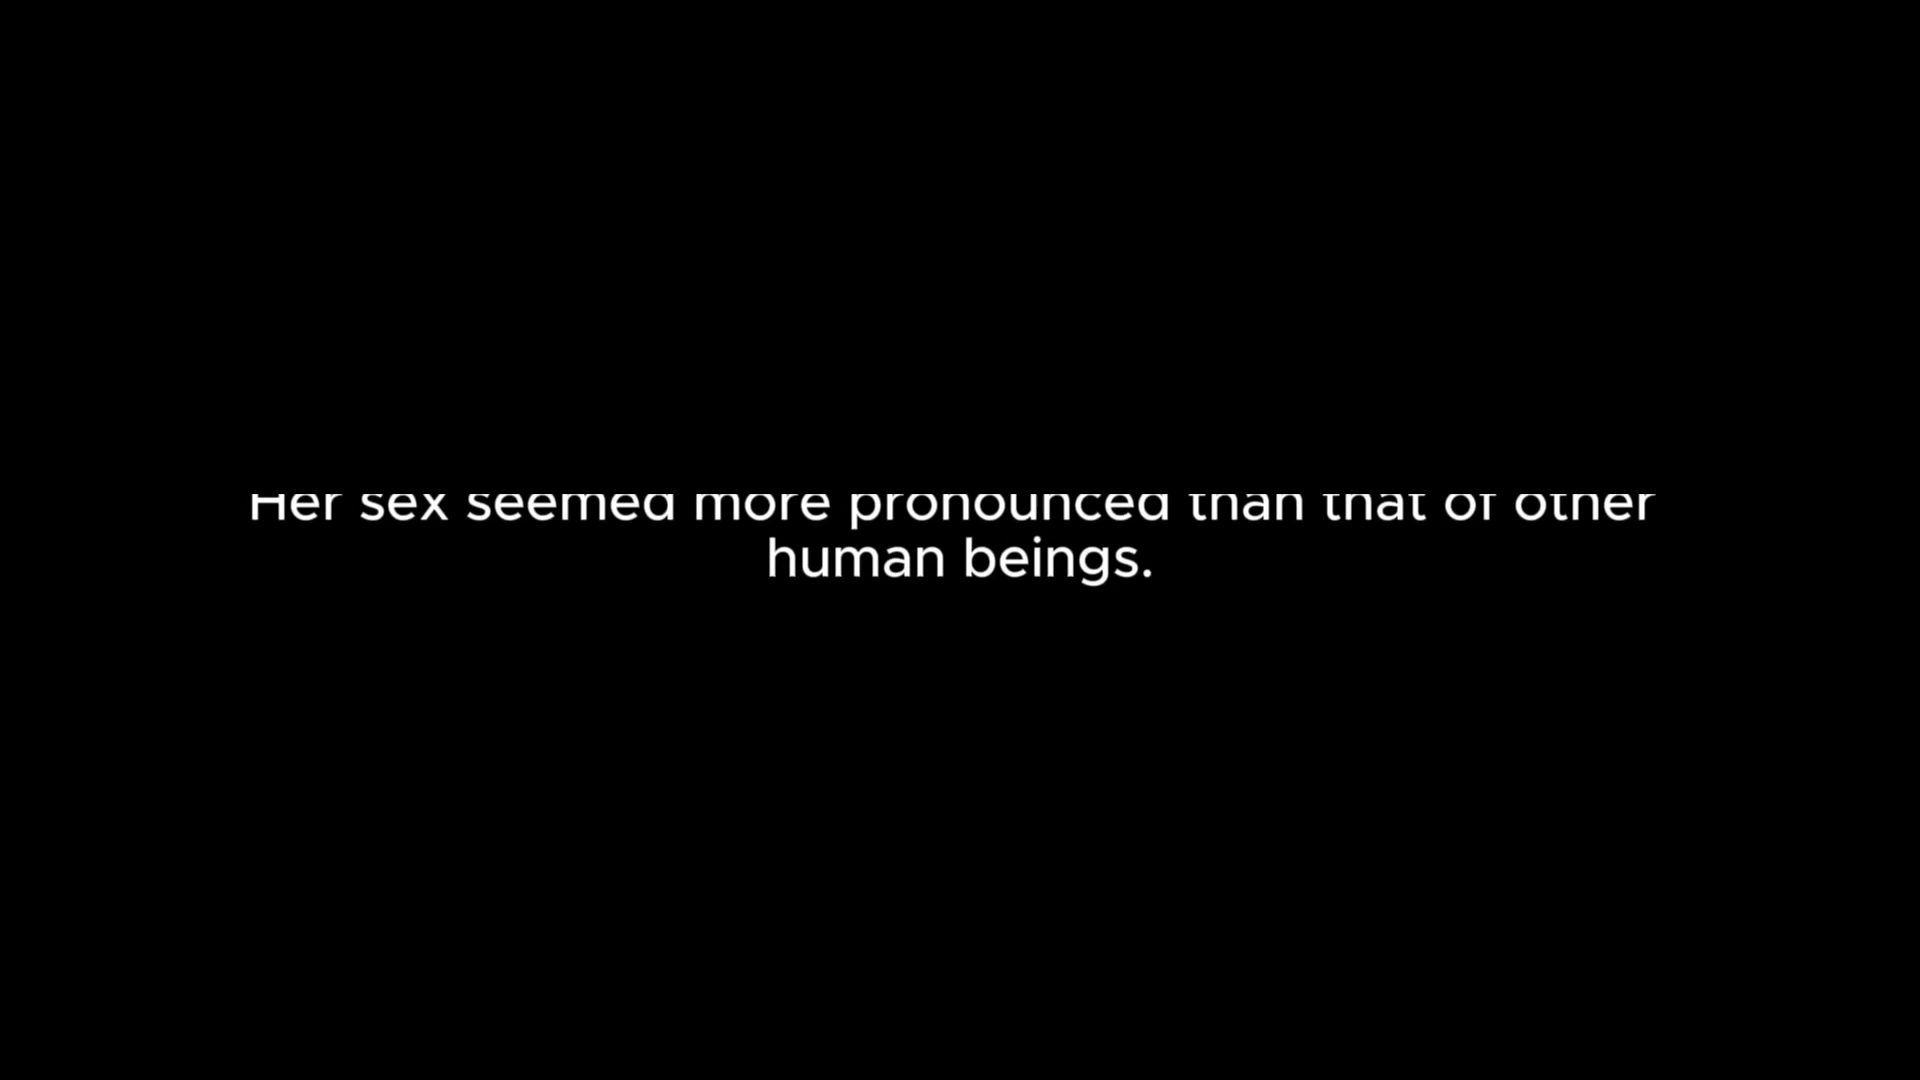 Her sex seemed more pronounced than that of other
human beings.